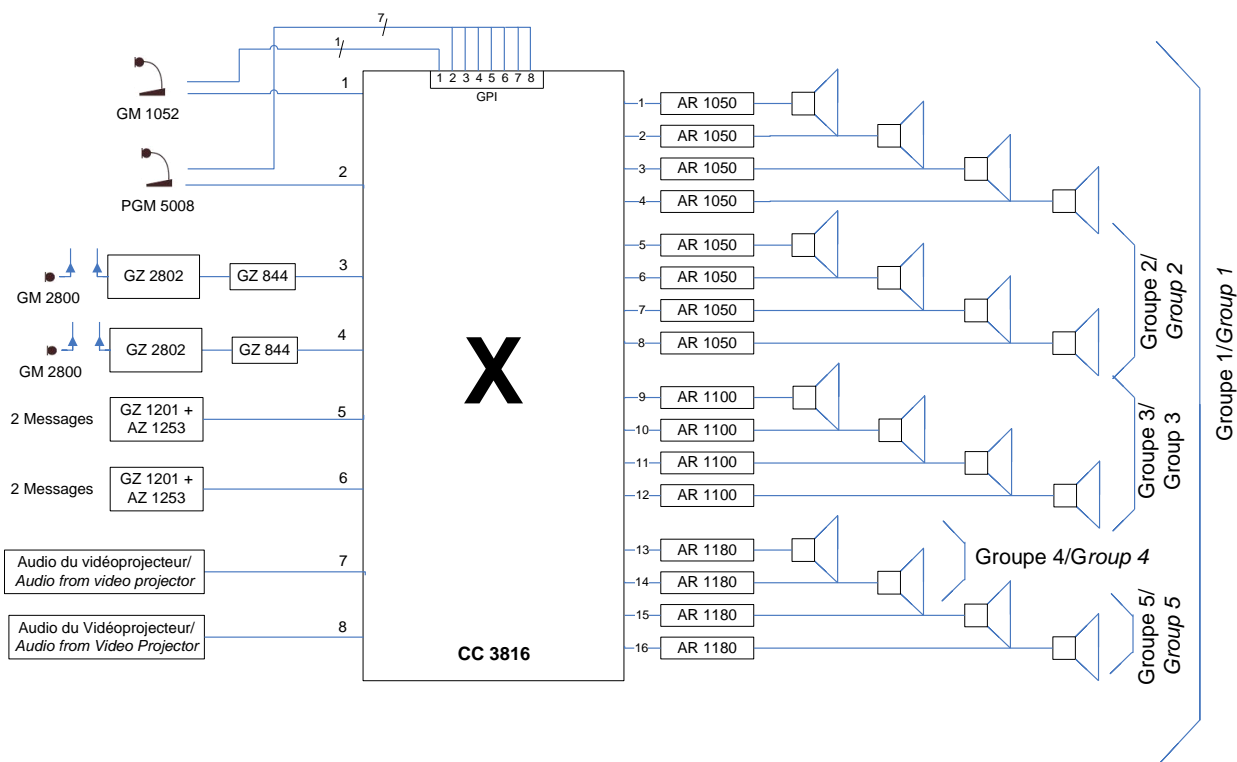 7
1
1 2 3 4 5 6 7 8
GPI
GM 1052
1
PGM 5008
2
GM 2800
GZ 2802
GZ 844
3
GM 2800
GZ 2802
GZ 844
4
2 Messages
GZ 1201 +
AZ 1253
5
2 Messages
GZ 1201 +
AZ 1253
6
Audio du vidéoprojecteur/
Audio from video projector
7
Audio du Vidéoprojecteur/
Audio from Video Projector
8
X
CC 3816
1 AR 1050
2 AR 1050
3 AR 1050
4 AR 1050
5 AR 1050
6 AR 1050
7 AR 1050
8 AR 1050
9 AR 1100
10 AR 1100
11 AR 1100
12 AR 1100
13 AR 1180
14 AR 1180
15 AR 1180
16 AR 1180
Groupe 2/
Group 2
Groupe 3/
Group 3
Groupe 4/Group 4
Groupe 5/
Group 5
Groupe 1/Group 1